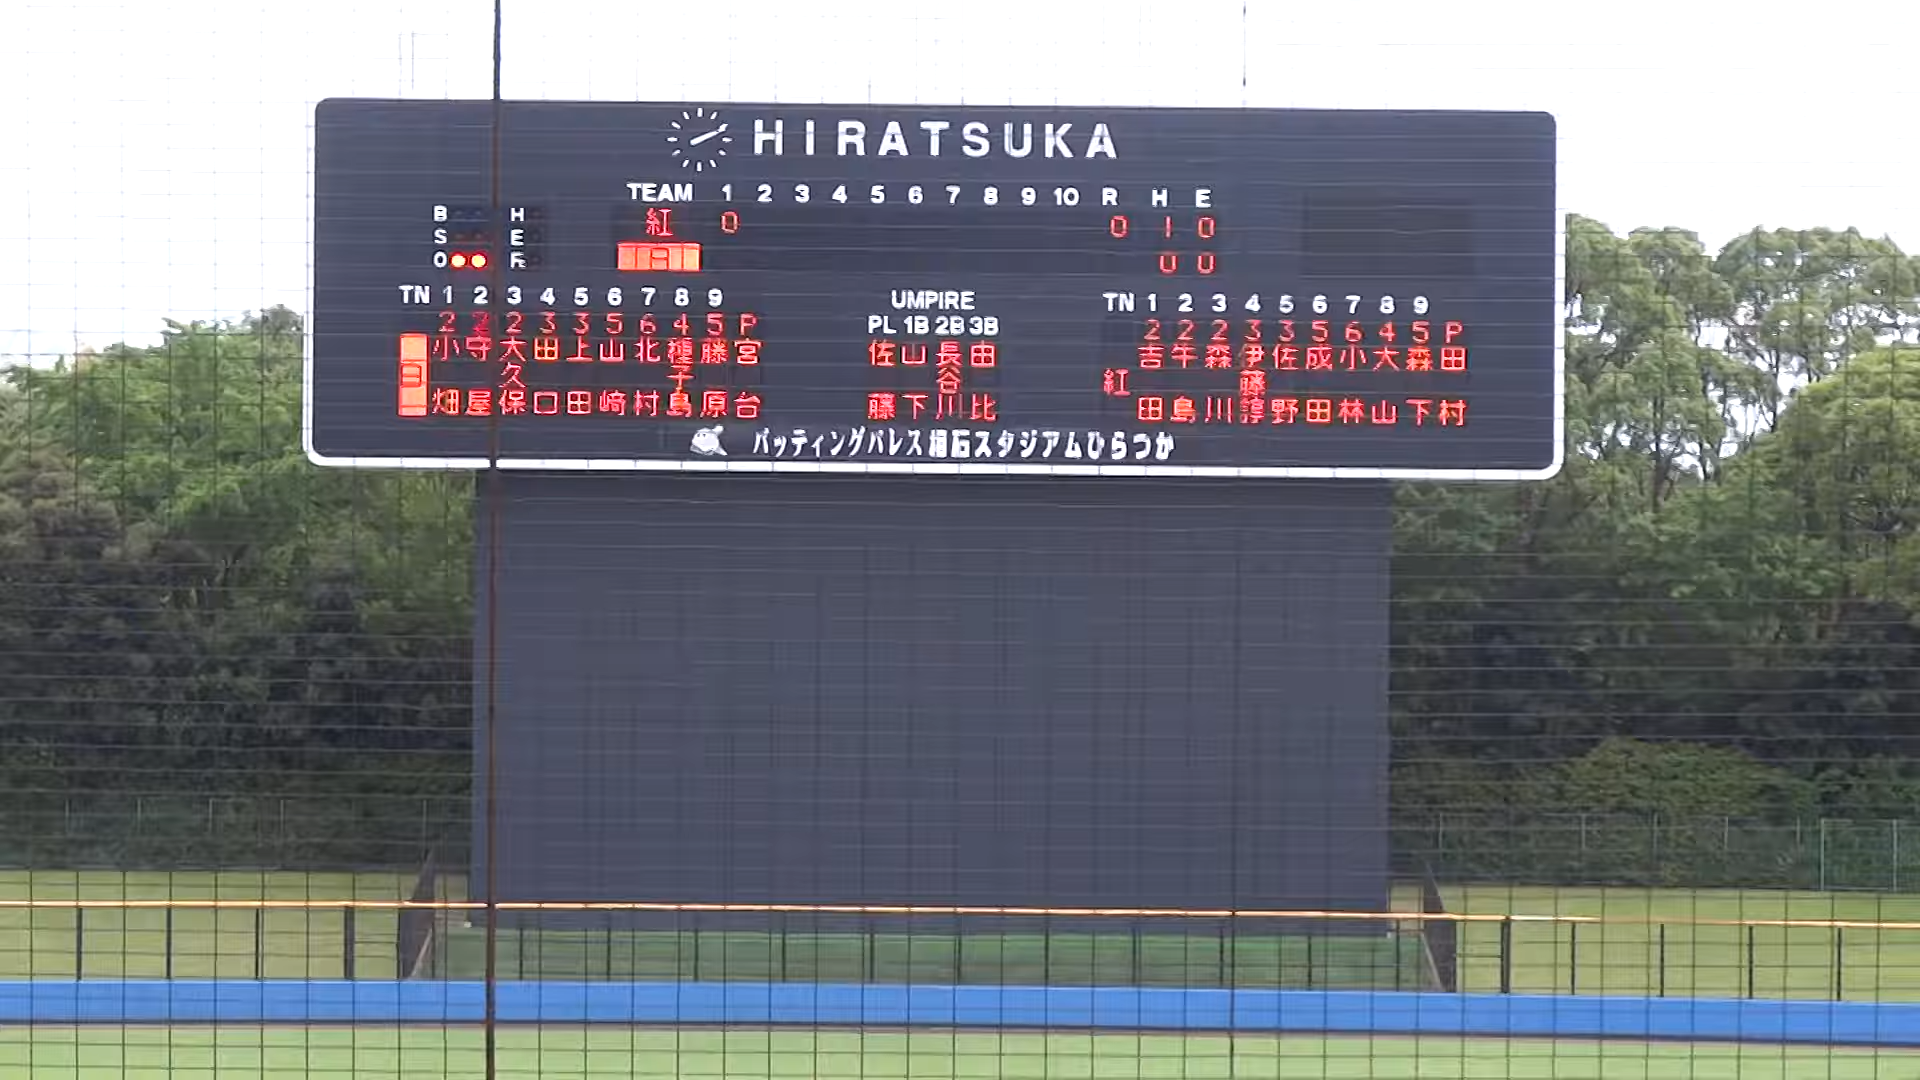 HIRATSUKA
TEAM 1 2 3 4 5 6 7 8 9 10 R H E
紅 0 0 1 0
0 0
B H
S E
O
TN 1 2 3 4 5 6 7 8 9
2 2 2 3 3 5 6 4 5 P
小畑
守屋
大久保
田口
上田
山崎
北村
種子島
藤原
宮台
UMPIRE
PL 1B 2B 3B
佐藤
山下
長谷川
由比
TN 1 2 3 4 5 6 7 8 9
紅
2 2 2 3 3 5 6 4 5 P
吉田
牛島
森川
伊藤諄
佐野
成田
小林
大山
森下
田村
バッティングパレス相石スタジアムひらつか